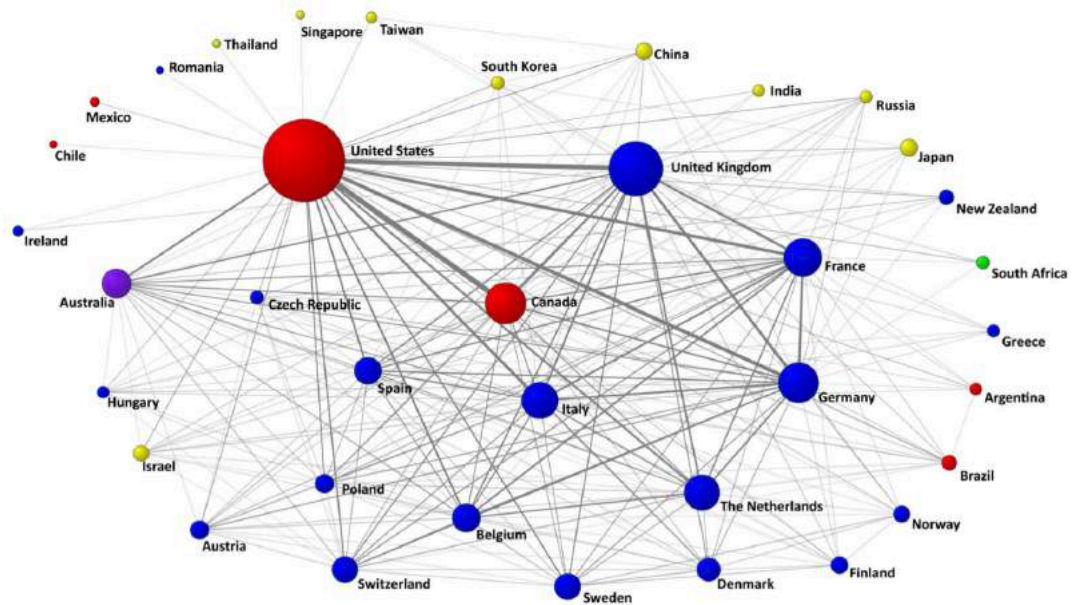 Singapore
Taiwan
Thailand
China
South Korea
Romania
India
Russia
Mexico
United States
United Kingdom
Japan
Chile
New Zealand
Ireland
France
South Africa
Australia
Czech Republic
Canada
Greece
Spain
Germany
Argentina
Hungary
Italy
Israel
Brazil
Poland
The Netherlands
Norway
Belgium
Austria
Switzerland
Denmark
Finland
Sweden